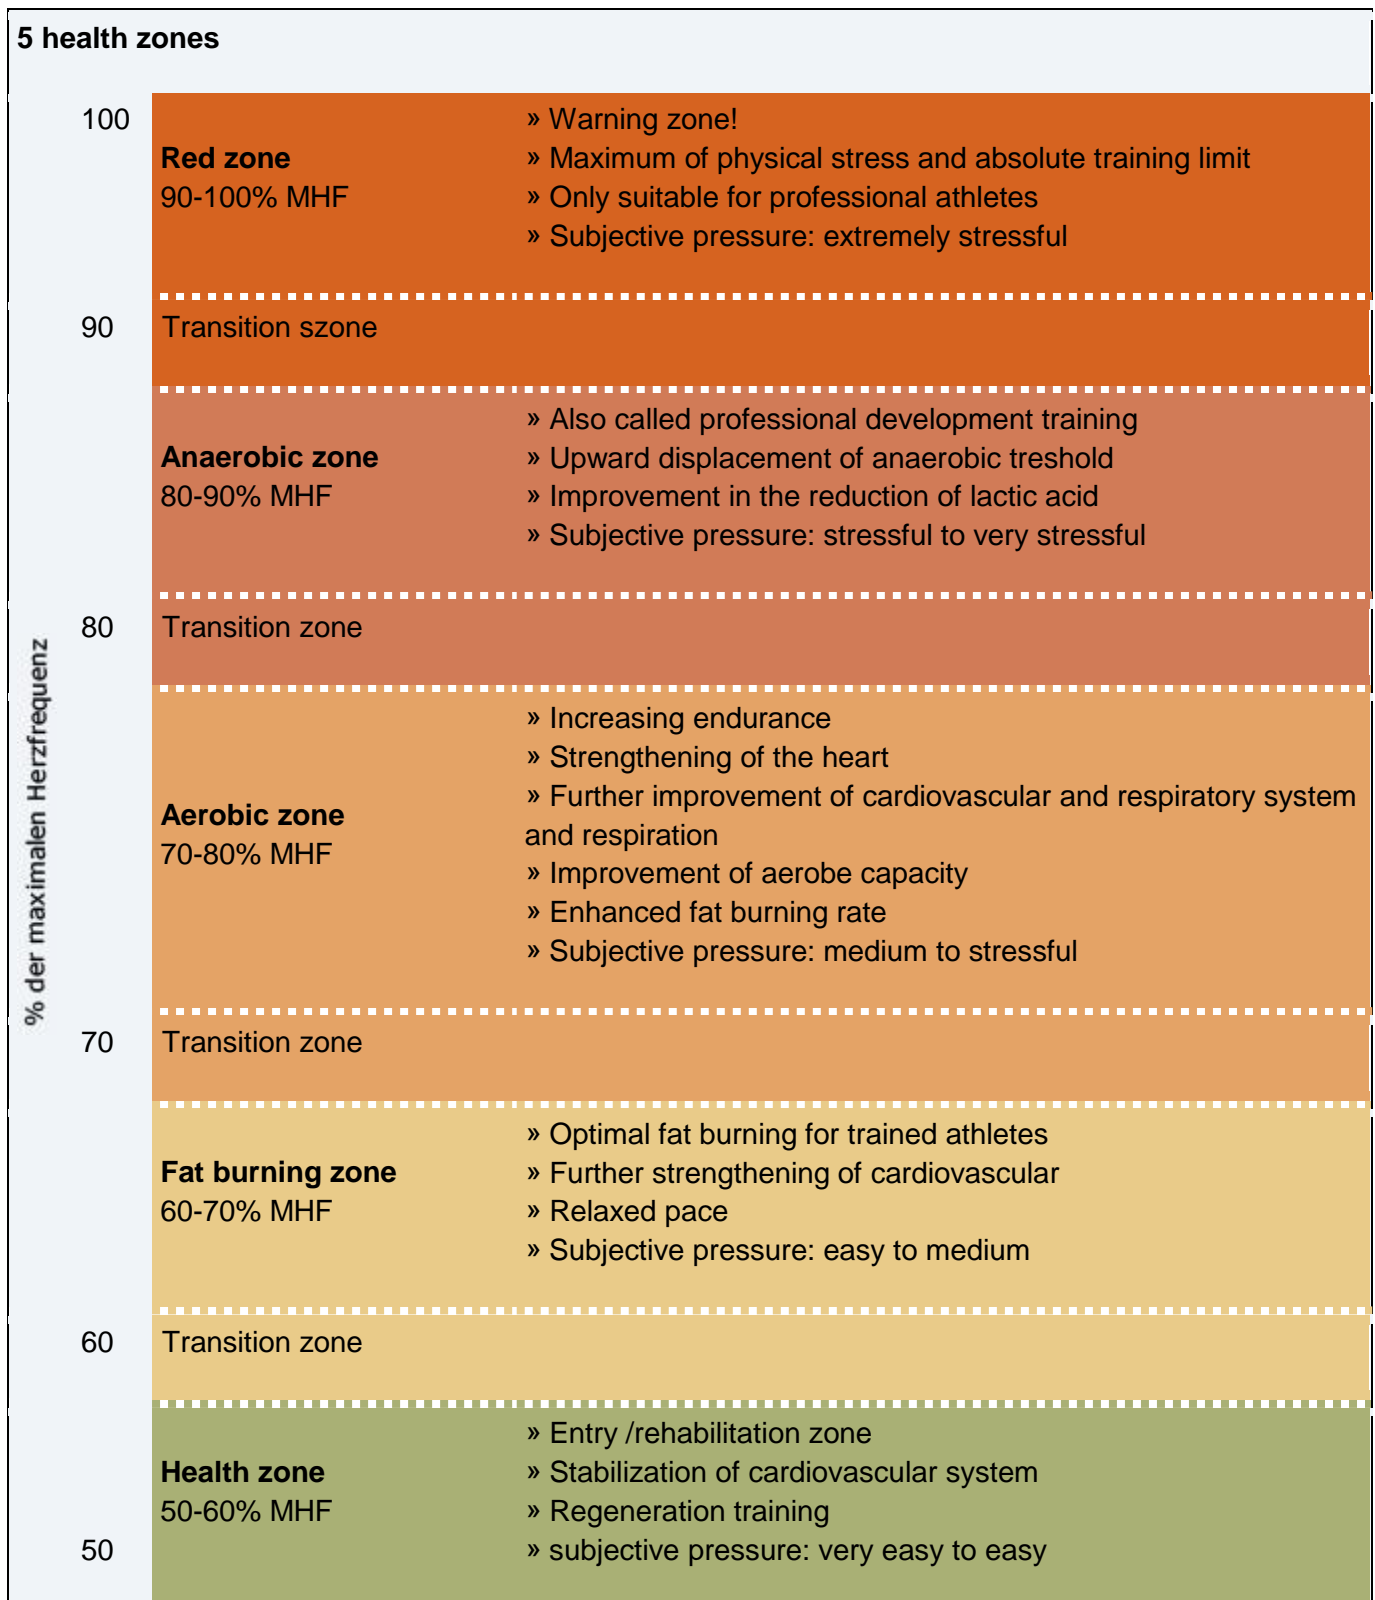 5 health zones
100
Red zone
90-100% MHF
» Warning zone!
» Maximum of physical stress and absolute training limit
» Only suitable for professional athletes
» Subjective pressure: extremely stressful
90
Transition szone
Anaerobic zone
80-90% MHF
» Also called professional development training
» Upward displacement of anaerobic treshold
» Improvement in the reduction of lactic acid
» Subjective pressure: stressful to very stressful
80
Transition zone
% der maximalen Herzfrequenz
Aerobic zone
70-80% MHF
» Increasing endurance
» Strengthening of the heart
» Further improvement of cardiovascular and respiratory system
and respiration
» Improvement of aerobe capacity
» Enhanced fat burning rate
» Subjective pressure: medium to stressful
70
Transition zone
Fat burning zone
60-70% MHF
» Optimal fat burning for trained athletes
» Further strengthening of cardiovascular
» Relaxed pace
» Subjective pressure: easy to medium
60
Transition zone
Health zone
50-60% MHF
» Entry /rehabilitation zone
» Stabilization of cardiovascular system
» Regeneration training
» subjective pressure: very easy to easy
50